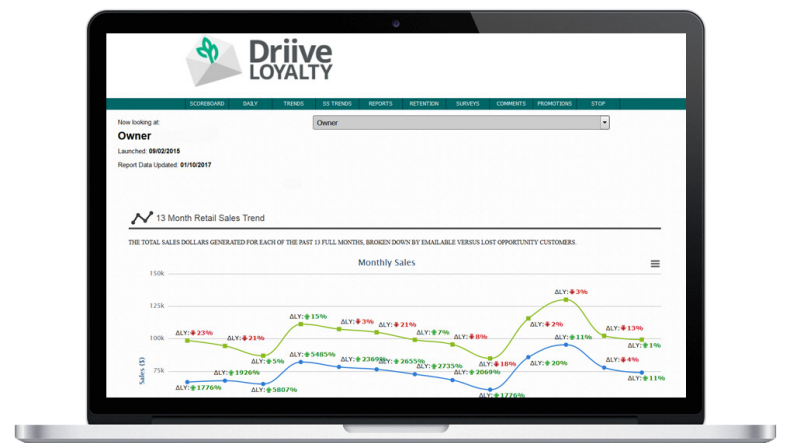 Driive
LOYALTY
SCOREBOARD DAILY TRENDS SS TRENDS REPORTS RETENTION SURVEYS COMMENTS PROMOTIONS STOP
Now looking at:
Owner
Owner
Launched: 09/02/2015
Report Data Updated: 01/10/2017
13 Month Retail Sales Trend
THE TOTAL SALES DOLLARS GENERATED FOR EACH OF THE PAST 13 FULL MONTHS, BROKEN DOWN BY EMAILABLE VERSUS LOST OPPORTUNITY CUSTOMERS.
Monthly Sales
150k
125k
100k
75k
Sales ($)
ΔLY:⬇23% ΔLY:⬇21% ΔLY:⬆5% ΔLY:⬆15% ΔLY:⬇3% ΔLY:⬇21% ΔLY:⬆7% ΔLY:⬇8% ΔLY:⬇18% ΔLY:⬇2% ΔLY:⬇3% ΔLY:⬇13% ΔLY:⬆1%
ΔLY:⬆1776% ΔLY:⬆1926% ΔLY:⬆5807% ΔLY:⬆5485% ΔLY:⬆2369% ΔLY:⬆2655% ΔLY:⬆2735% ΔLY:⬆2069% ΔLY:⬆1776% ΔLY:⬆20% ΔLY:⬆11% ΔLY:⬇4% ΔLY:⬆11%